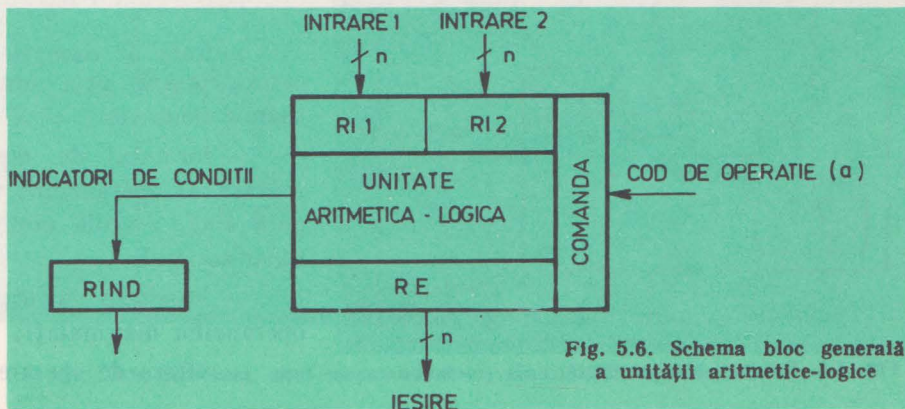 INTRARE 1 INTRARE 2
n n
RI 1 RI 2
INDICATORI DE CONDITII
UNITATE
ARITMETICA - LOGICA
COMANDA
COD DE OPERATIE (a)
RIND
RE
n
IESIRE
Fig. 5.6. Schema bloc generală
a unității aritmetice-logice